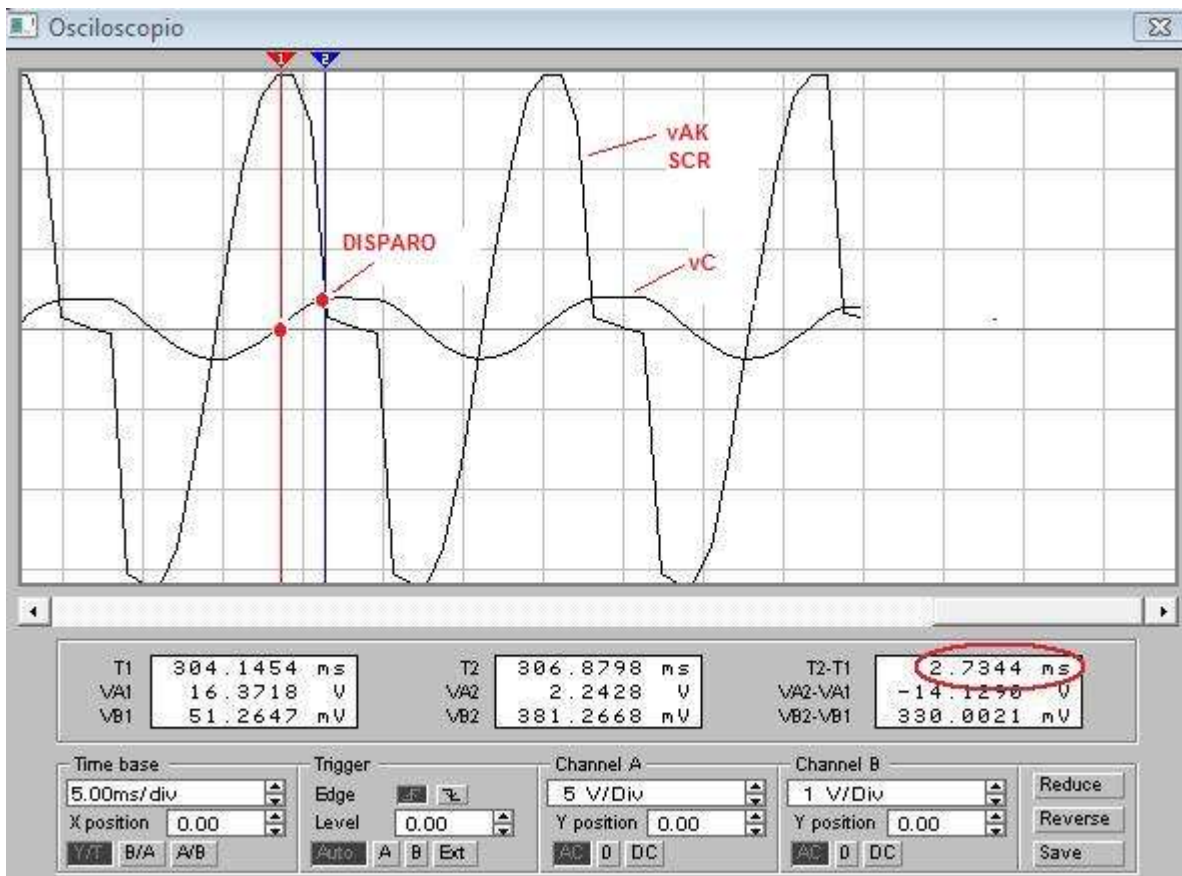 Osciloscopio
1 2
vAK
SCR
DISPARO
vC
T1 304.1454 ms
VA1 16.3718 V
VB1 51.2647 mV
T2 306.8798 ms
VA2 2.2428 V
VB2 381.2668 mV
T2-T1 2.7344 ms
VA2-VA1 -14.1290 V
VB2-VB1 330.0021 mV
Time base
5.00ms/div
X position 0.00
Y/T B/A A/B
Trigger
Edge
Level 0.00
Auto A B Ext
Channel A
5 V/Div
Y position 0.00
AC 0 DC
Channel B
1 V/Div
Y position 0.00
AC 0 DC
Reduce
Reverse
Save